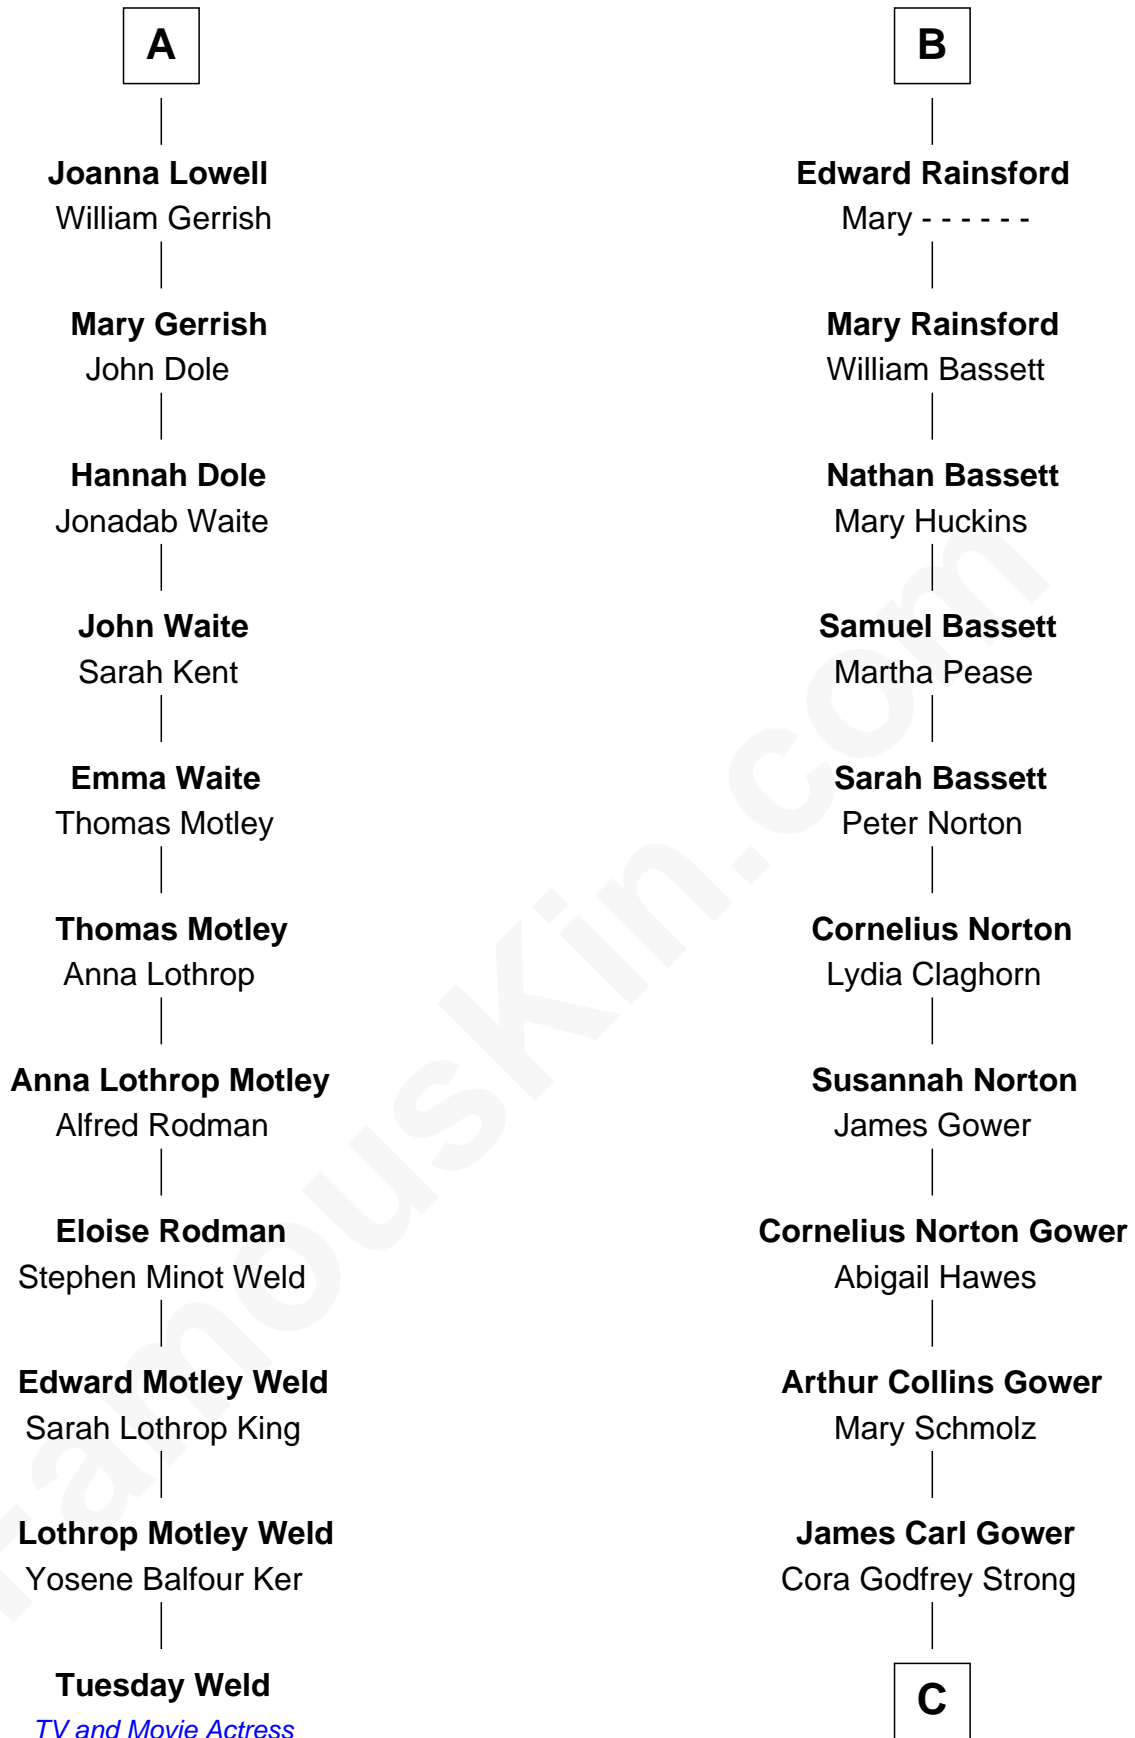 A
Joanna Lowell
William Gerrish
Mary Gerrish
John Dole
Hannah Dole
Jonadab Waite
John Waite
Sarah Kent
Emma Waite
Thomas Motley
Thomas Motley
Anna Lothrop
Anna Lothrop Motley
Alfred Rodman
Eloise Rodman
Stephen Minot Weld
Edward Motley Weld
Sarah Lothrop King
Lothrop Motley Weld
Yosene Balfour Ker
Tuesday Weld
TV and Movie Actress
B
Edward Rainsford
Mary - - - - - -
Mary Rainsford
William Bassett
Nathan Bassett
Mary Huckins
Samuel Bassett
Martha Pease
Sarah Bassett
Peter Norton
Cornelius Norton
Lydia Claghorn
Susannah Norton
James Gower
Cornelius Norton Gower
Abigail Hawes
Arthur Collins Gower
Mary Schmolz
James Carl Gower
Cora Godfrey Strong
C
FamousKin.com